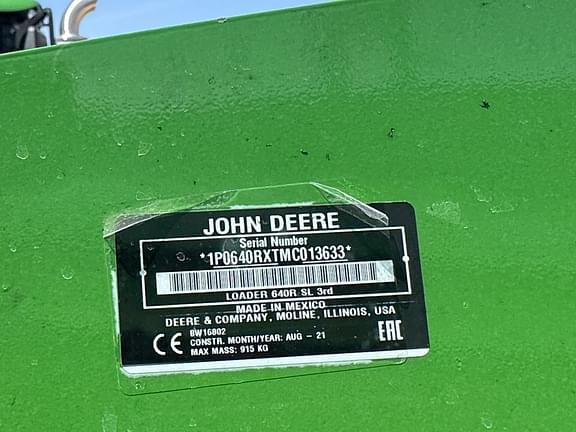 JOHN DEERE
Serial Number
*1P0640RXTMC013633*
LOADER 640R SL 3rd
MADE IN MEXICO
DEERE & COMPANY, MOLINE, ILLINOIS, USA
BW16802
CE CONSTR. MONTH/YEAR: AUG - 21 EAC
MAX MASS: 915 KG